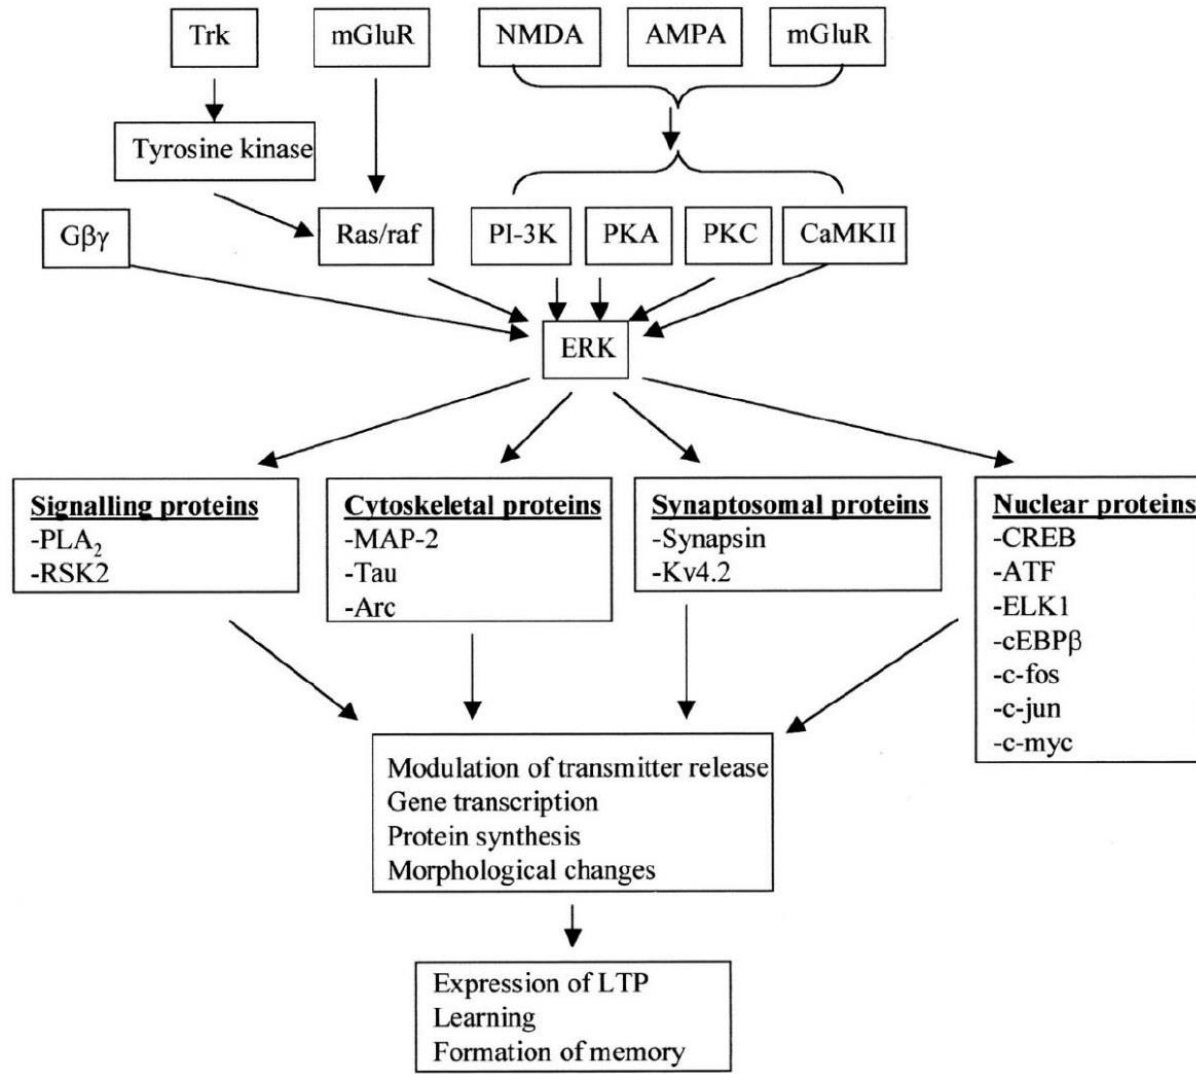 Trk
mGluR
NMDA
AMPA
mGluR
Tyrosine kinase
Gβγ
Ras/raf
PI-3K
PKA
PKC
CaMKII
ERK
Signalling proteins
-PLA₂
-RSK2
Cytoskeletal proteins
-MAP-2
-Tau
-Arc
Synaptosomal proteins
-Synapsin
-Kv4.2
Nuclear proteins
-CREB
-ATF
-ELK1
-cEBPβ
-c-fos
-c-jun
-c-myc
Modulation of transmitter release
Gene transcription
Protein synthesis
Morphological changes
Expression of LTP
Learning
Formation of memory